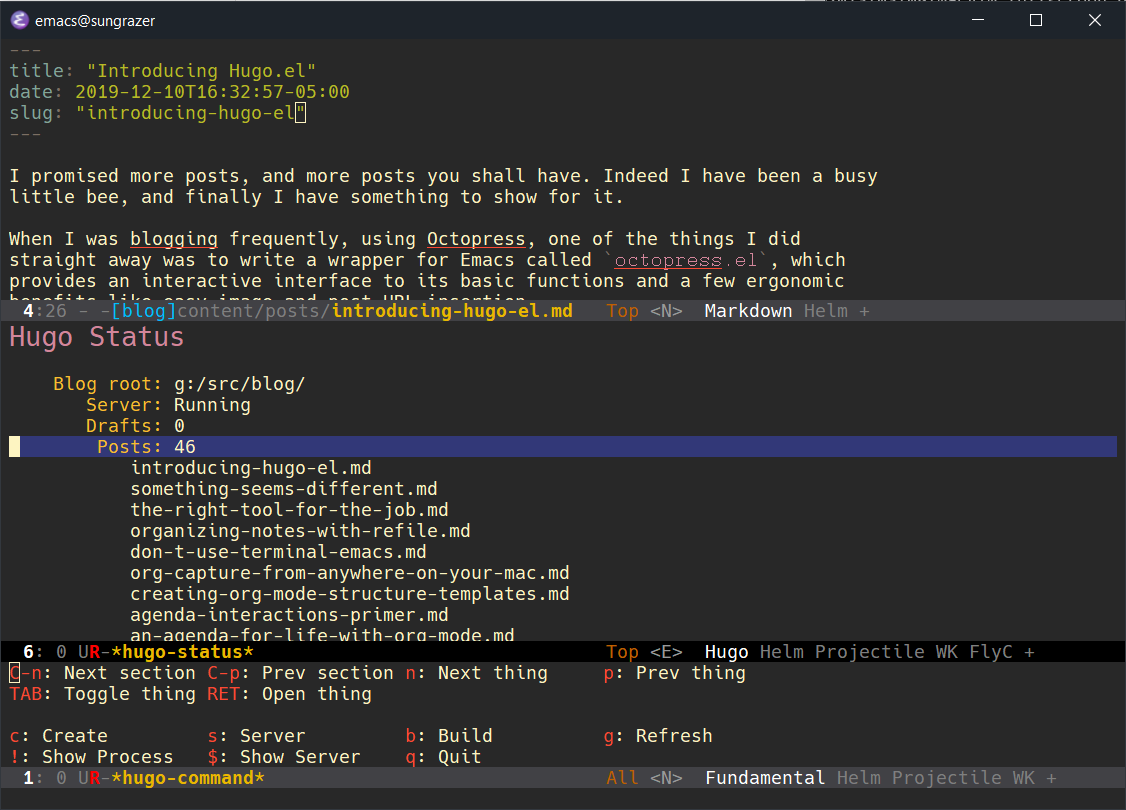 emacs@sungrazer
---
title: "Introducing Hugo.el"
date: 2019-12-10T16:32:57-05:00
slug: "introducing-hugo-el"
---
I promised more posts, and more posts you shall have. Indeed I have been a busy
little bee, and finally I have something to show for it.
When I was blogging frequently, using Octopress, one of the things I did
straight away was to write a wrapper for Emacs called `octopress.el`, which
provides an interactive interface to its basic functions and a few ergonomic
benefits like easy image and post URL insertion.
4:26 - -[blog]content/posts/introducing-hugo-el.md Top <N> Markdown Helm +
Hugo Status
Blog root: g:/src/blog/
Server: Running
Drafts: 0
Posts: 46
introducing-hugo-el.md
something-seems-different.md
the-right-tool-for-the-job.md
organizing-notes-with-refile.md
don-t-use-terminal-emacs.md
org-capture-from-anywhere-on-your-mac.md
creating-org-mode-structure-templates.md
agenda-interactions-primer.md
an-agenda-for-life-with-org-mode.md
6: 0 UR-*hugo-status* Top <E> Hugo Helm Projectile WK FlyC +
C-n: Next section C-p: Prev section n: Next thing p: Prev thing
TAB: Toggle thing RET: Open thing
c: Create s: Server b: Build g: Refresh
!: Show Process $: Show Server q: Quit
1: 0 UR-*hugo-command* All <N> Fundamental Helm Projectile WK +